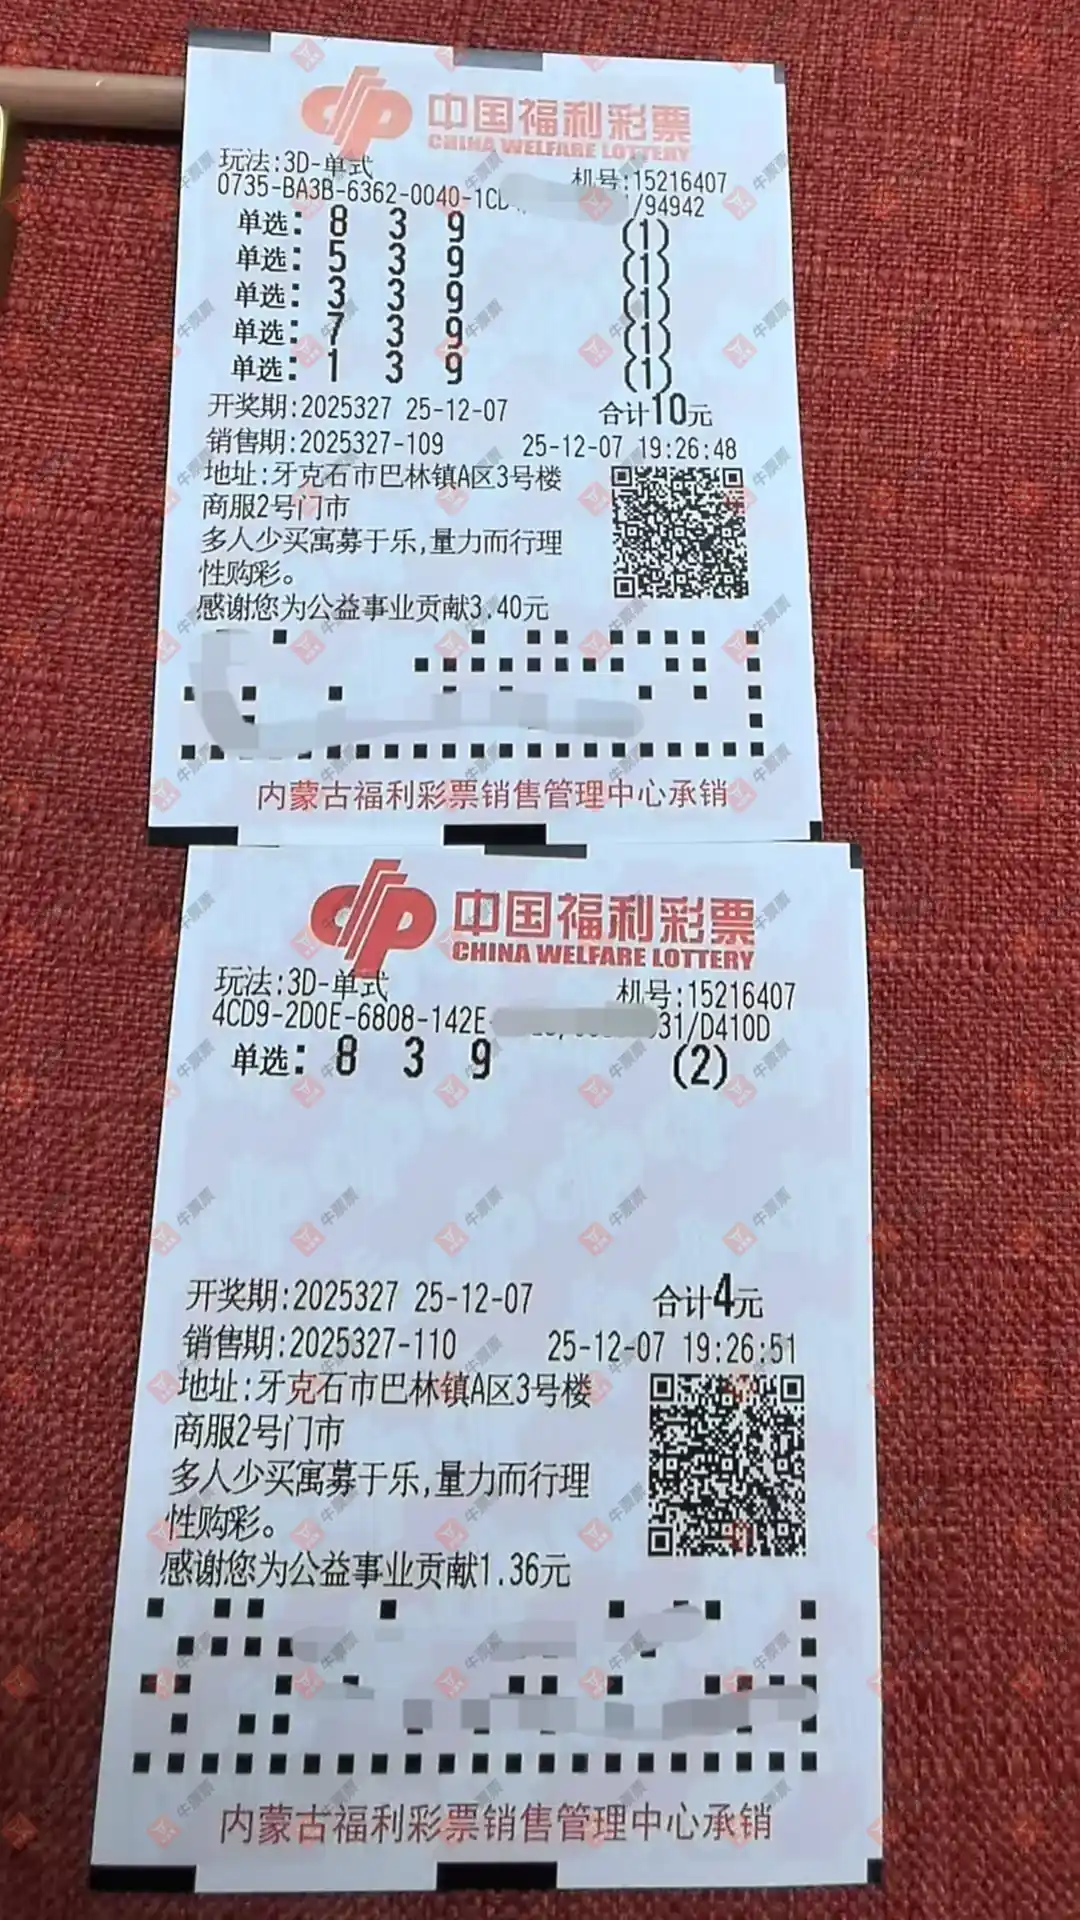 中国福利彩票
CHINA WELFARE LOTTERY
玩法:3D-单式 机号:15216407
0735-BA3B-6362-0040-1CD /94942
单选: 8 3 9 (1)
单选: 5 3 9 (1)
单选: 3 3 9 (1)
单选: 7 3 9 (1)
单选: 1 3 9 (1)
开奖期:2025327 25-12-07 合计10元
销售期:2025327-109 25-12-07 19:26:48
地址:牙克石市巴林镇A区3号楼
商服2号门市
多人少买寓募于乐,量力而行理
性购彩。
感谢您为公益事业贡献3.40元
内蒙古福利彩票销售管理中心承销
中国福利彩票
CHINA WELFARE LOTTERY
玩法:3D-单式 机号:15216407
4CD9-2D0E-6808-142E- 31/D410D
单选: 8 3 9 (2)
开奖期:2025327 25-12-07 合计4元
销售期:2025327-110 25-12-07 19:26:51
地址:牙克石市巴林镇A区3号楼
商服2号门市
多人少买寓募于乐,量力而行理
性购彩。
感谢您为公益事业贡献1.36元
内蒙古福利彩票销售管理中心承销
牛票票